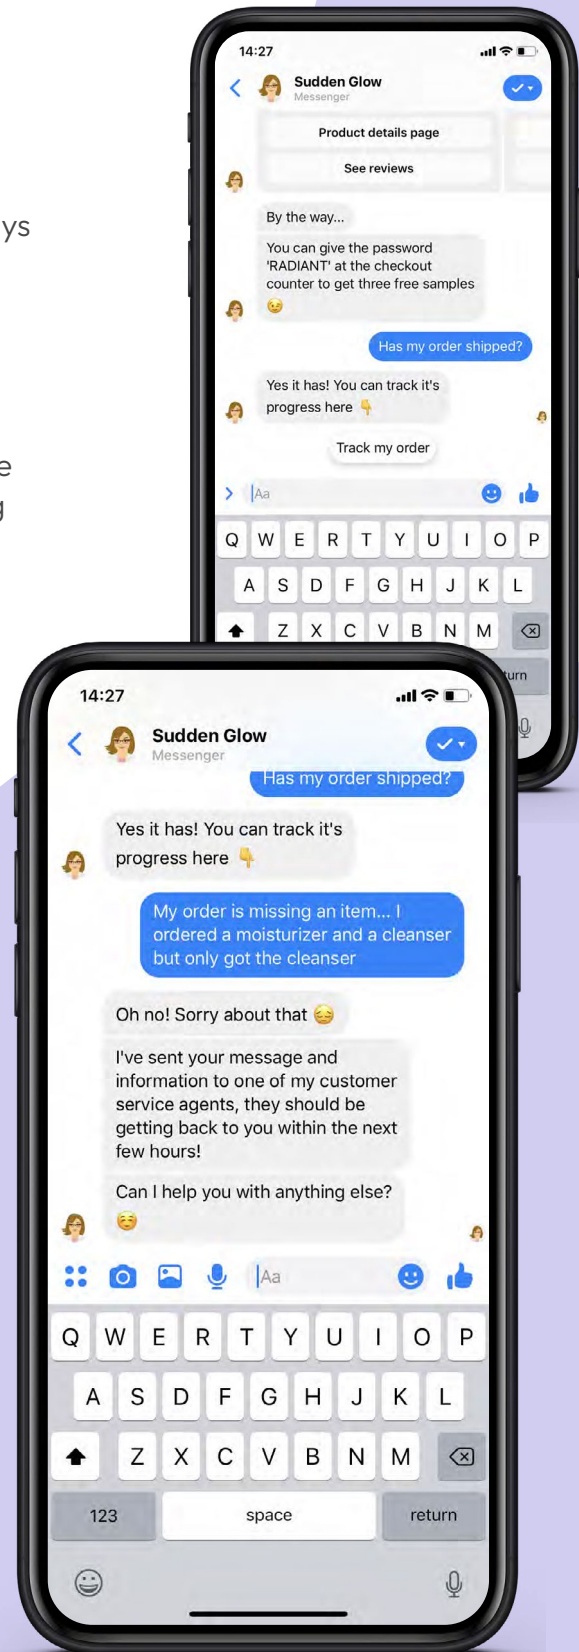 ys
e
g
14:27
Sudden Glow
Messenger
Product details page
See reviews
By the way...
You can give the password
'RADIANT' at the checkout
counter to get three free samples
😉
Has my order shipped?
Yes it has! You can track it's
progress here 👇
Track my order
Aa
Q W E R T Y U I O P
A S D F G H J K L
Z X C V B N M
turn
14:27
Sudden Glow
Messenger
Has my order shipped?
Yes it has! You can track it's
progress here 👇
My order is missing an item... I
ordered a moisturizer and a cleanser
but only got the cleanser
Oh no! Sorry about that 😔
I've sent your message and
information to one of my customer
service agents, they should be
getting back to you within the next
few hours!
Can I help you with anything else?
☺️
Aa
Q W E R T Y U I O P
A S D F G H J K L
Z X C V B N M
123 space return